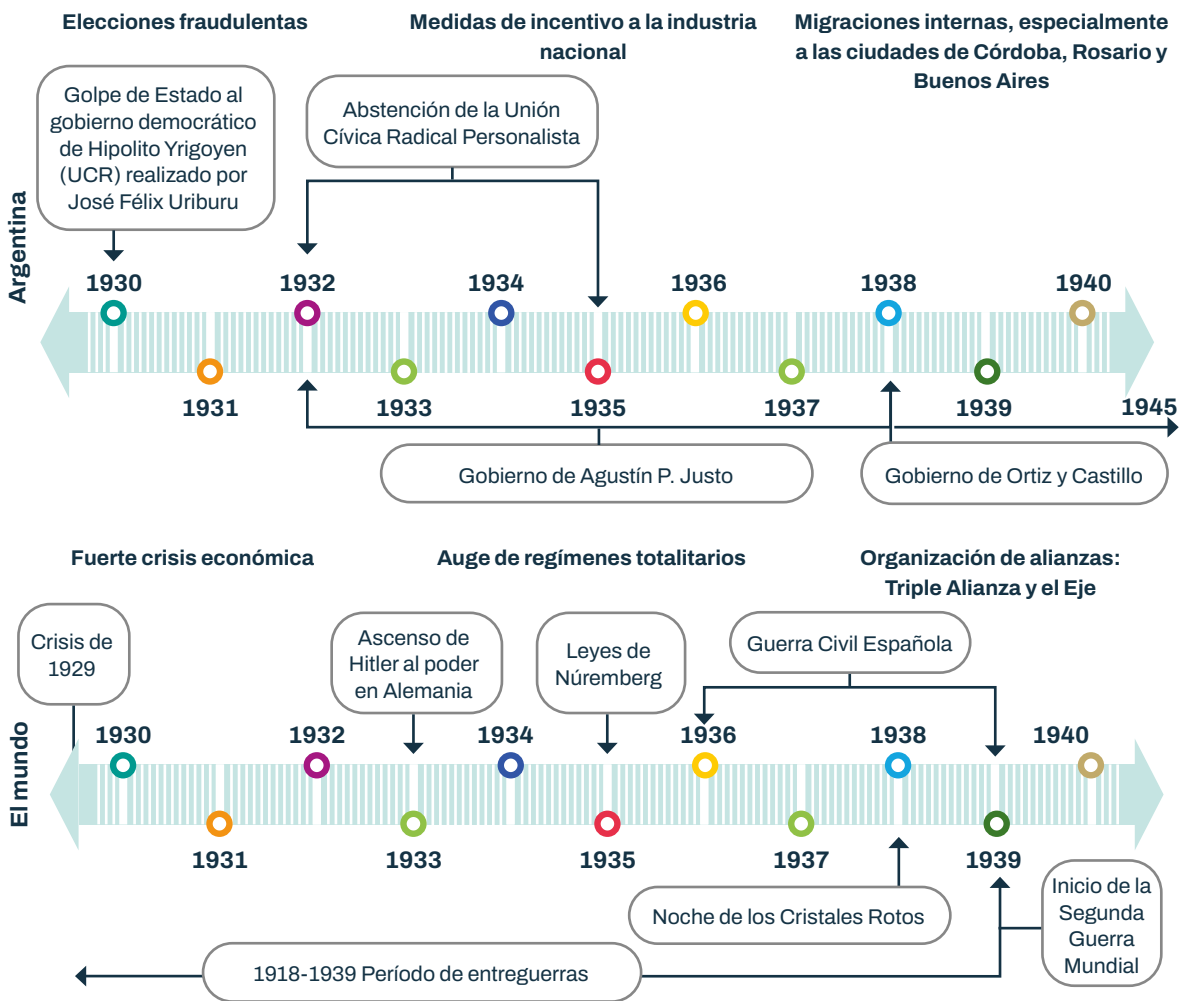 Elecciones fraudulentas
Medidas de incentivo a la industria
nacional
Migraciones internas, especialmente
a las ciudades de Córdoba, Rosario y
Buenos Aires
Golpe de Estado al
gobierno democrático
de Hipolito Yrigoyen
(UCR) realizado por
José Félix Uriburu
Abstención de la Unión
Cívica Radical Personalista
Argentina
1930
1932
1934
1936
1938
1940
1931
1933
1935
1937
1939
1945
Gobierno de Agustín P. Justo
Gobierno de Ortiz y Castillo
Fuerte crisis económica
Auge de regímenes totalitarios
Organización de alianzas:
Triple Alianza y el Eje
Crisis de
1929
Ascenso de
Hitler al poder
en Alemania
Leyes de
Núremberg
Guerra Civil Española
El mundo
1930
1932
1934
1936
1938
1940
1931
1933
1935
1937
1939
Noche de los Cristales Rotos
Inicio de la
Segunda
Guerra
Mundial
1918-1939 Período de entreguerras